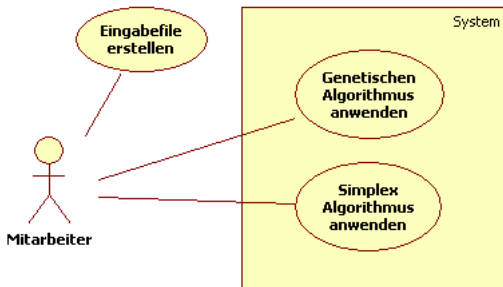 Eingabefile
erstellen
System
Genetischen
Algorithmus
anwenden
Simplex
Algorithmus
anwenden
Mitarbeiter